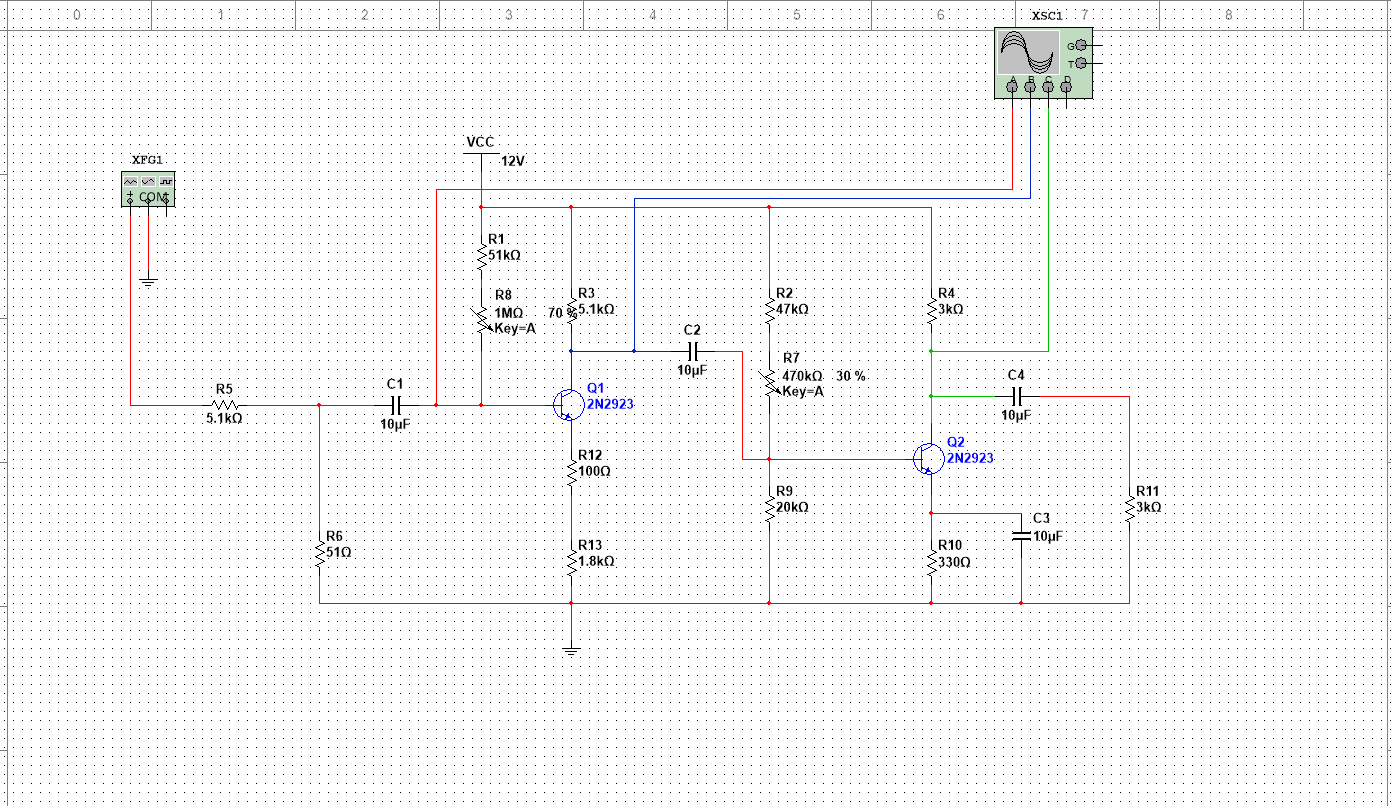 0 1 2 3 4 5 6 7 8
XSC1
G
T
A B C D
VCC
12V
XFG1
COM
R1
51kΩ
R8
1MΩ 70 %
Key=A
R3
5.1kΩ
R2
47kΩ
R4
3kΩ
C2
10µF
R7
470kΩ 30 %
Key=A
R5
5.1kΩ
C1
10µF
Q1
2N2923
C4
10µF
Q2
2N2923
R12
100Ω
R9
20kΩ
R11
3kΩ
R6
51Ω
R13
1.8kΩ
C3
10µF
R10
330Ω